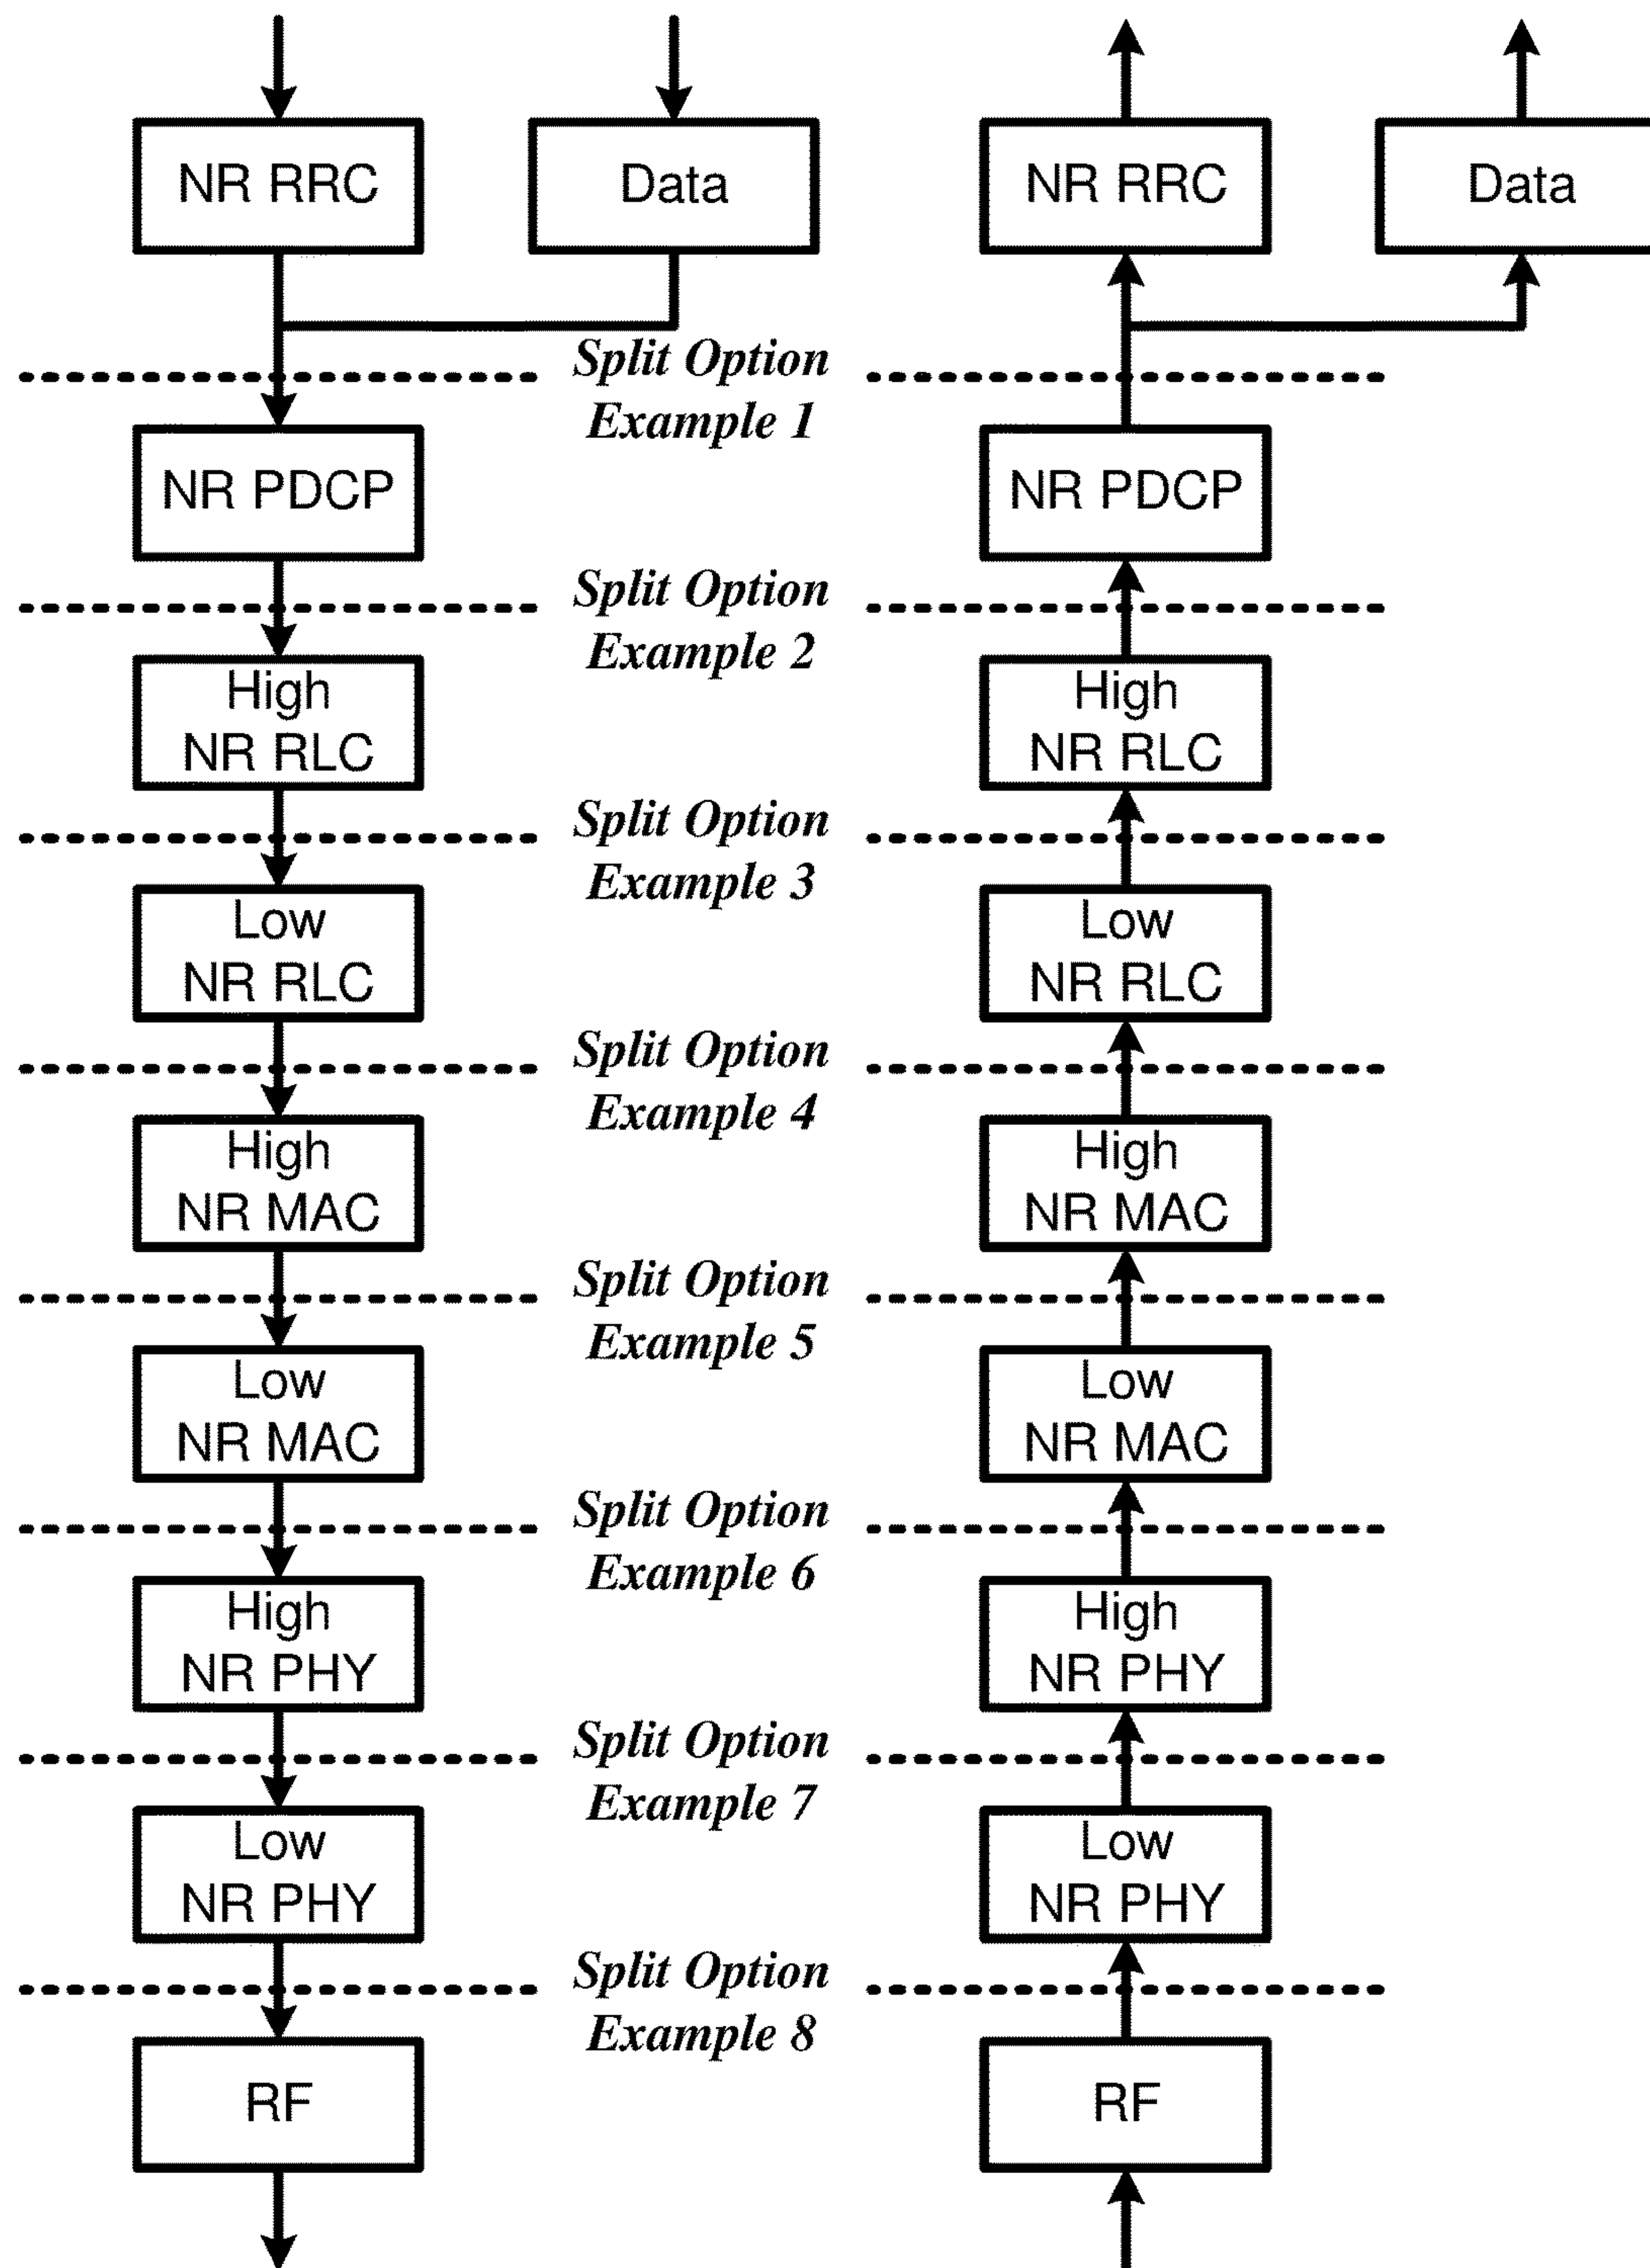 NR RRC
Data
NR RRC
Data
Split Option
Example 1
NR PDCP
NR PDCP
Split Option
Example 2
High
NR RLC
High
NR RLC
Split Option
Example 3
Low
NR RLC
Low
NR RLC
Split Option
Example 4
High
NR MAC
High
NR MAC
Split Option
Example 5
Low
NR MAC
Low
NR MAC
Split Option
Example 6
High
NR PHY
High
NR PHY
Split Option
Example 7
Low
NR PHY
Low
NR PHY
Split Option
Example 8
RF
RF